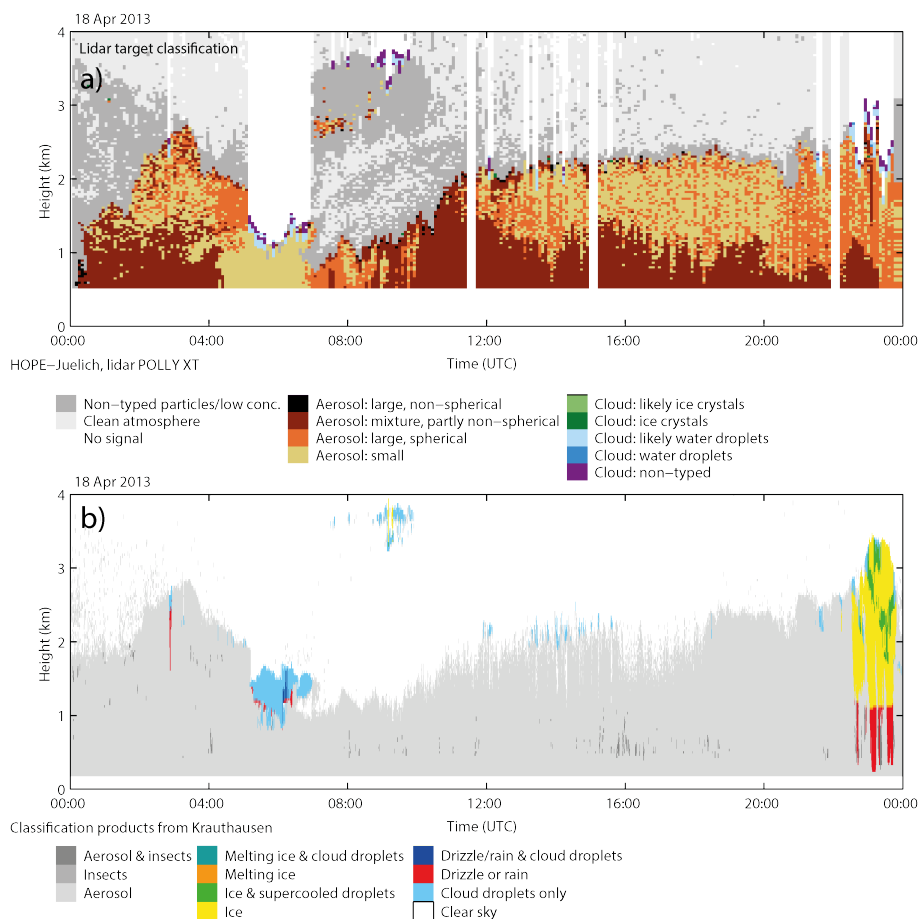 18 Apr 2013
Lidar target classification
a)
Height (km)
4
3
2
1
0
00:00 04:00 08:00 12:00 16:00 20:00 00:00
HOPE−Juelich, lidar POLLY XT
Time (UTC)
Non−typed particles/low conc.
Clean atmosphere
No signal
Aerosol: large, non−spherical
Aerosol: mixture, partly non−spherical
Aerosol: large, spherical
Aerosol: small
Cloud: likely ice crystals
Cloud: ice crystals
Cloud: likely water droplets
Cloud: water droplets
Cloud: non−typed
18 Apr 2013
b)
Height (km)
4
3
2
1
0
00:00 04:00 08:00 12:00 16:00 20:00 00:00
Classification products from Krauthausen
Time (UTC)
Aerosol & insects
Insects
Aerosol
Melting ice & cloud droplets
Melting ice
Ice & supercooled droplets
Ice
Drizzle/rain & cloud droplets
Drizzle or rain
Cloud droplets only
Clear sky